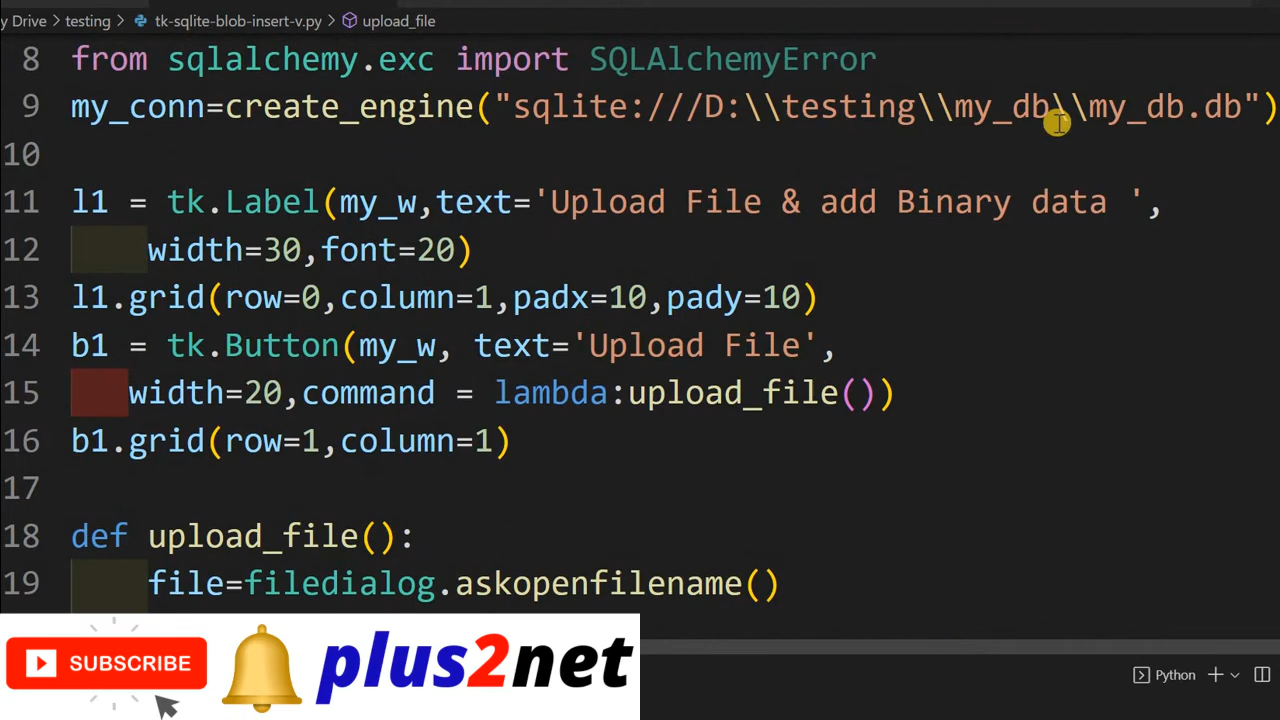 y Drive > testing > tk-sqlite-blob-insert-v.py > upload_file
8 from sqlalchemy.exc import SQLAlchemyError
9 my_conn=create_engine("sqlite:///D:\\testing\\my_db\\my_db.db")
10
11 l1 = tk.Label(my_w,text='Upload File & add Binary data ',
12     width=30,font=20)
13 l1.grid(row=0,column=1,padx=10,pady=10)
14 b1 = tk.Button(my_w, text='Upload File',
15    width=20,command = lambda:upload_file())
16 b1.grid(row=1,column=1)
17
18 def upload_file():
19     file=filedialog.askopenfilename()
SUBSCRIBE
plus2net
Python